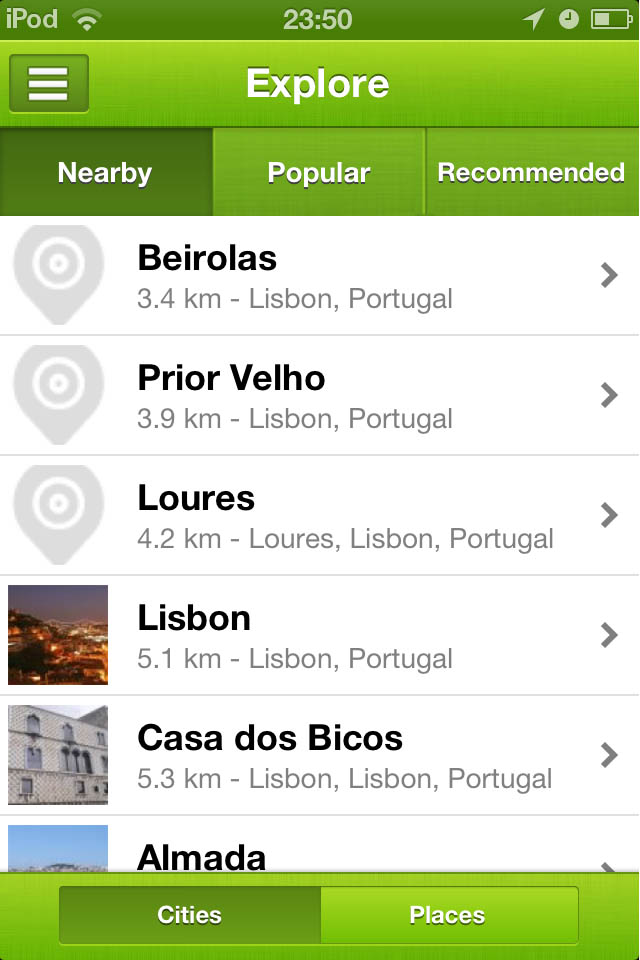 iPod 23:50
Explore
Nearby Popular Recommended
Beirolas
3.4 km - Lisbon, Portugal
Prior Velho
3.9 km - Lisbon, Portugal
Loures
4.2 km - Loures, Lisbon, Portugal
Lisbon
5.1 km - Lisbon, Portugal
Casa dos Bicos
5.3 km - Lisbon, Lisbon, Portugal
Almada
Cities Places